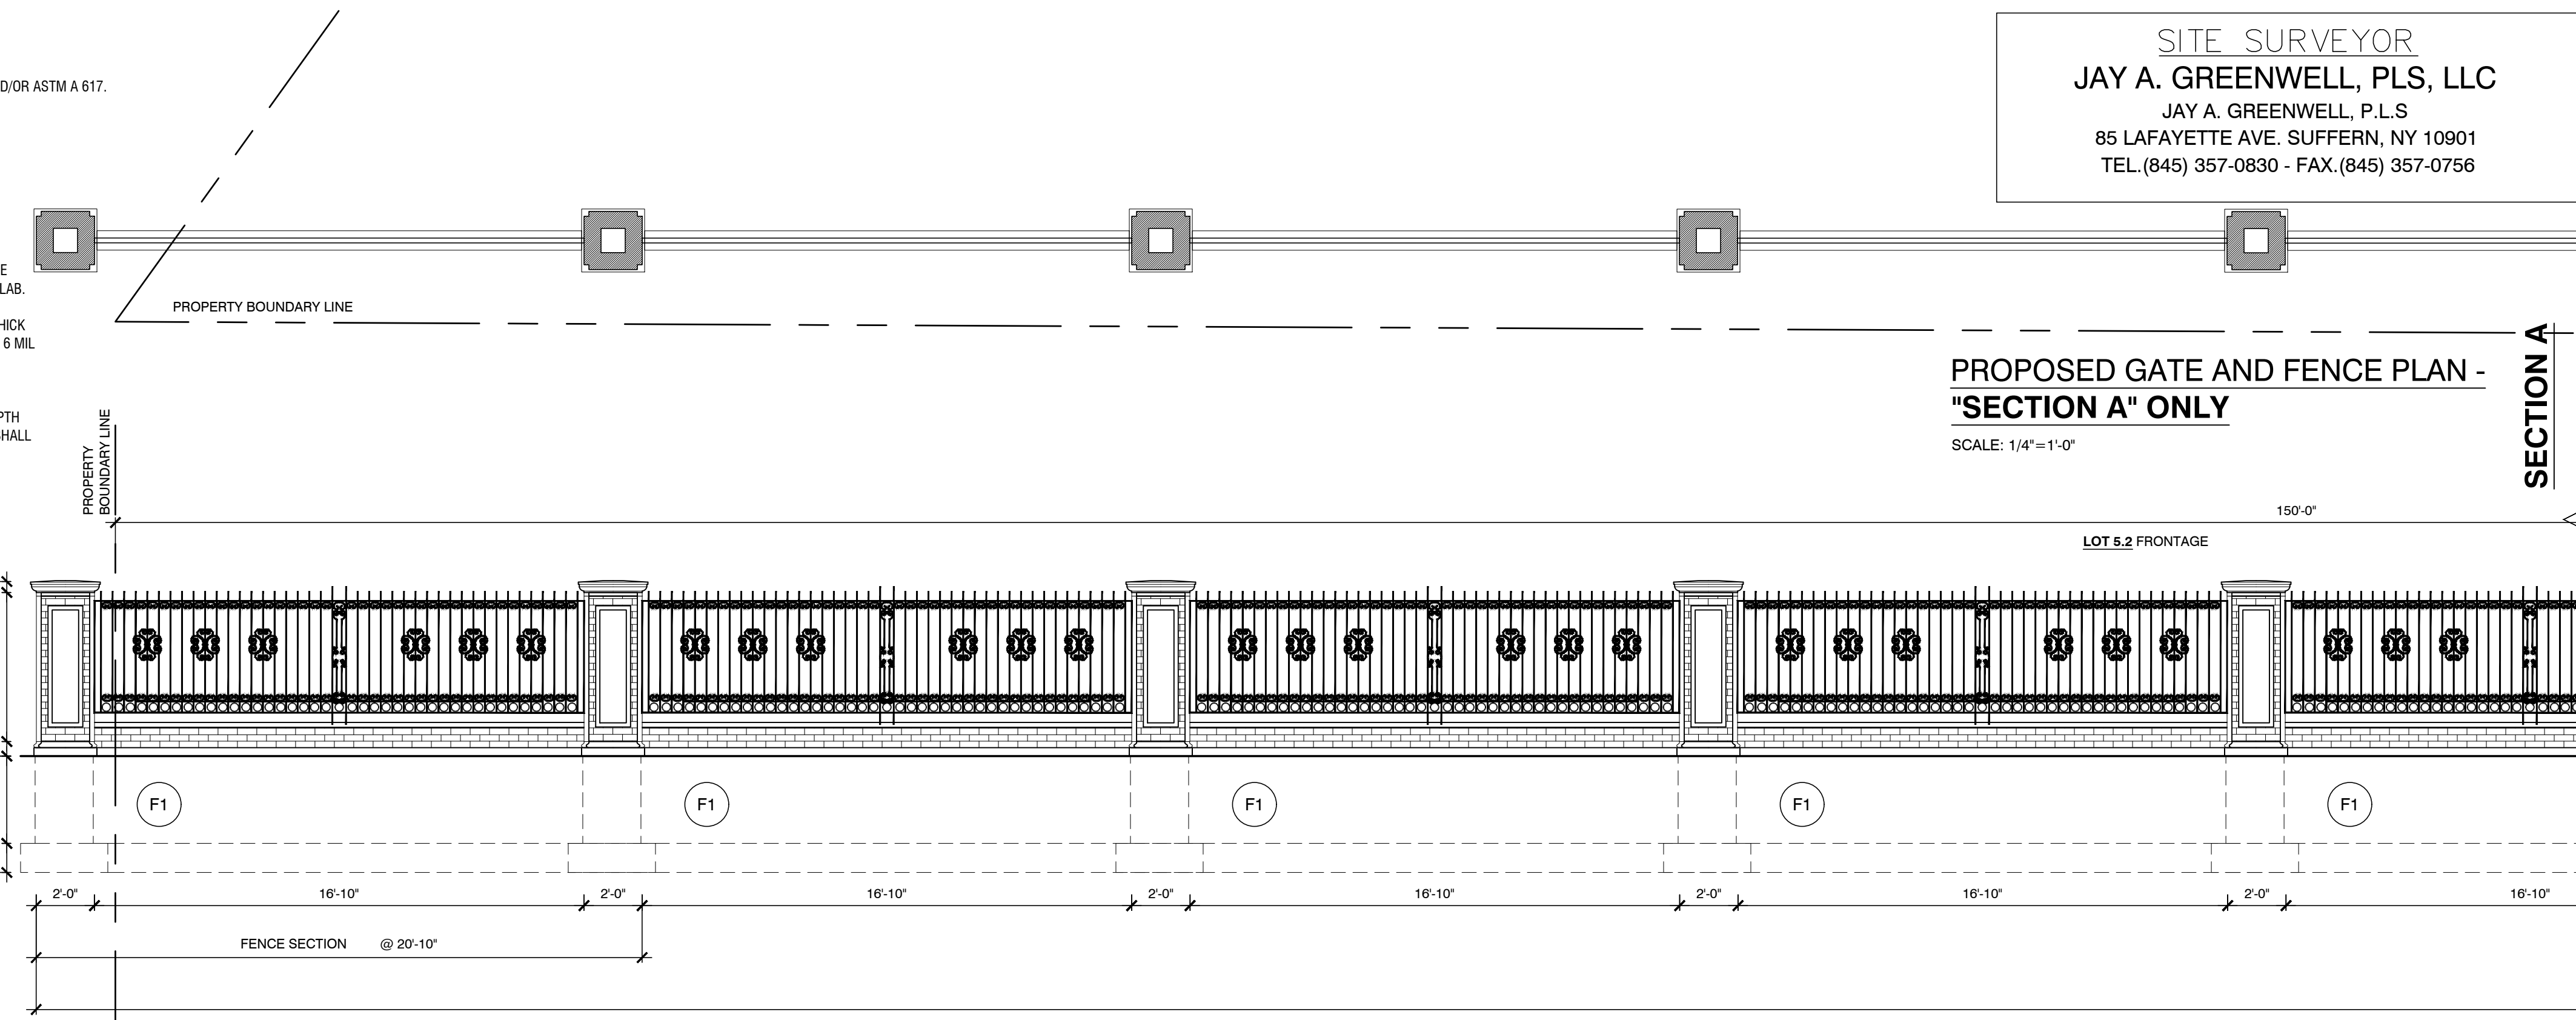 D/OR ASTM A 617.
E
LAB.
HICK
6 MIL
PTH
SHALL
SITE SURVEYOR
JAY A. GREENWELL, PLS, LLC
JAY A. GREENWELL, P.L.S
85 LAFAYETTE AVE. SUFFERN, NY 10901
TEL.(845) 357-0830 - FAX.(845) 357-0756
PROPERTY BOUNDARY LINE
PROPOSED GATE AND FENCE PLAN -
"SECTION A" ONLY
SCALE: 1/4"=1'-0"
SECTION A
PROPERTY
BOUNDARY LINE
150'-0"
LOT 5.2 FRONTAGE
F1
F1
F1
F1
F1
2'-0"
16'-10"
2'-0"
16'-10"
2'-0"
16'-10"
2'-0"
16'-10"
2'-0"
16'-10"
FENCE SECTION @ 20'-10"